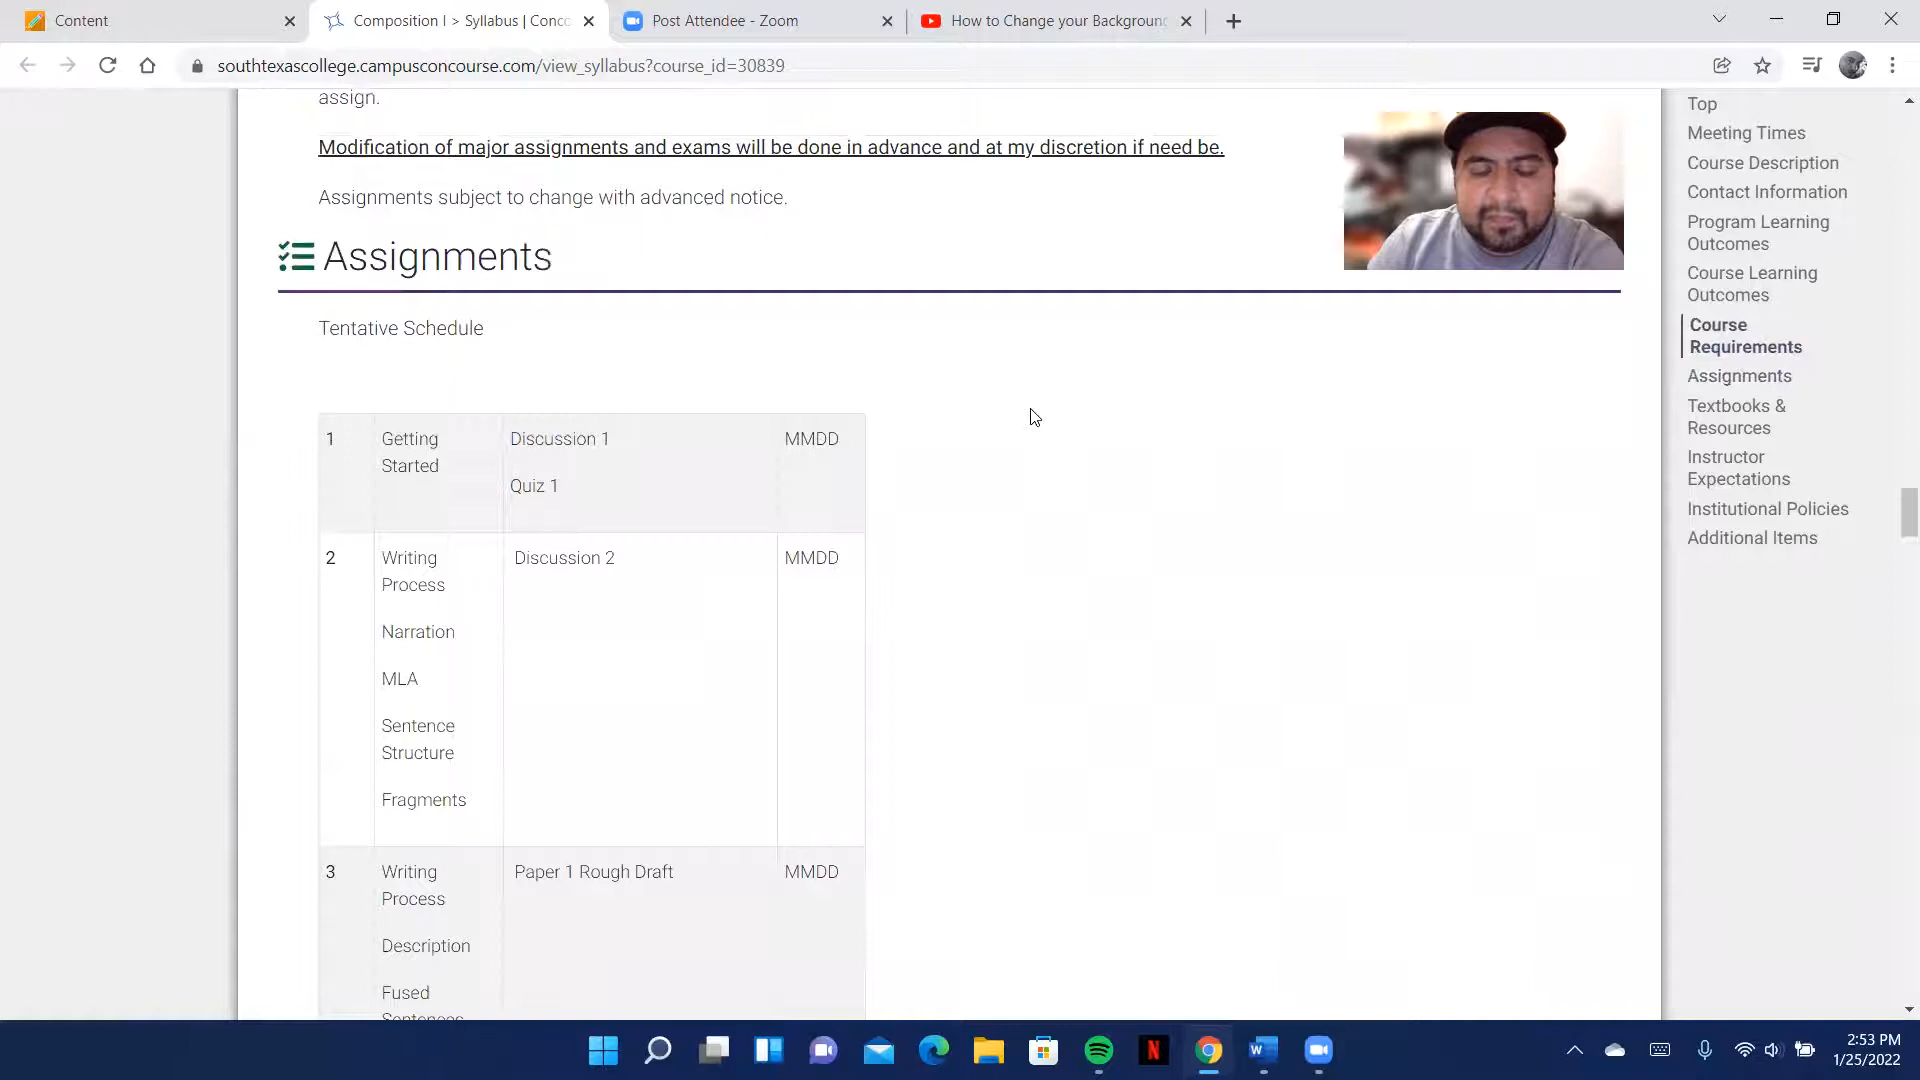 Content
Composition I > Syllabus | Conco
Post Attendee - Zoom
How to Change your Background
southtexascollege.campusconcourse.com/view_syllabus?course_id=30839
assign.
Modification of major assignments and exams will be done in advance and at my discretion if need be.
Assignments subject to change with advanced notice.
Assignments
Tentative Schedule
1 Getting Discussion 1 MMDD
Started
Quiz 1
2 Writing Discussion 2 MMDD
Process
Narration
MLA
Sentence
Structure
Fragments
3 Writing Paper 1 Rough Draft MMDD
Process
Description
Fused
Sentences
Top
Meeting Times
Course Description
Contact Information
Program Learning
Outcomes
Course Learning
Outcomes
Course
Requirements
Assignments
Textbooks &
Resources
Instructor
Expectations
Institutional Policies
Additional Items
2:53 PM
1/25/2022